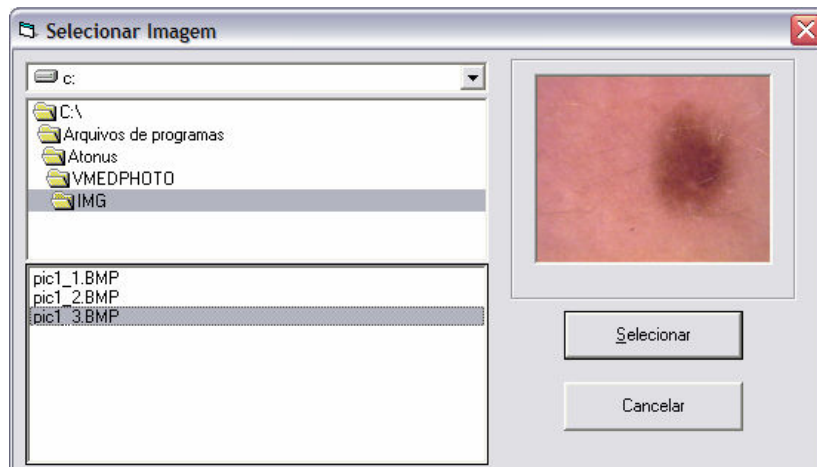 Selecionar Imagem
c:
C:\
Arquivos de programas
Atonus
VMEDPHOTO
IMG
pic1_1.BMP
pic1_2.BMP
pic1_3.BMP
Selecionar
Cancelar